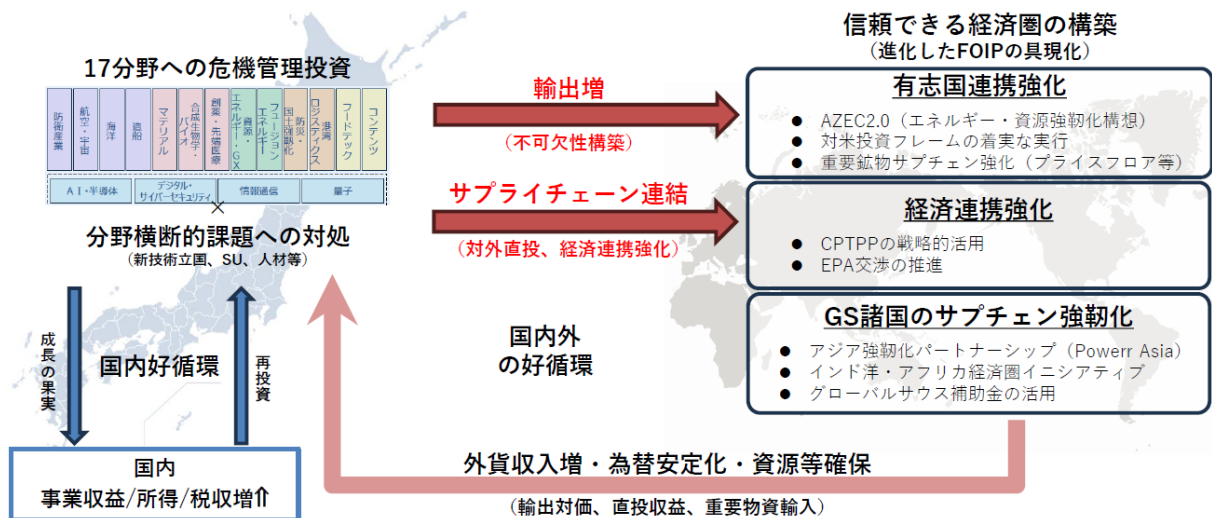 17分野への危機管理投資
防衛産業
航空・宇宙
海洋
造船
マテリアル
合成生物学・
バイオ
創薬・先端医療
資源・
エネルギー・GX
フュージョン
エネルギー
防災・
国土強靭化
港湾
ロジスティクス
フードテック
コンテンツ
AI・半導体
デジタル・
サイバーセキュリティ
情報通信
量子
×
分野横断的課題への対処
(新技術立国、SU、人材等)
成長の果実
国内好循環
再投資
国内
事業収益/所得/税収増⇑
輸出増
(不可欠性構築)
サプライチェーン連結
(対外直投、経済連携強化)
国内外
の好循環
信頼できる経済圏の構築
(進化したFOIPの具現化)
有志国連携強化
● AZEC2.0(エネルギー・資源強靭化構想)
● 対米投資フレームの着実な実行
● 重要鉱物サプチェン強化(プライスフロア等)
経済連携強化
● CPTPPの戦略的活用
● EPA交渉の推進
GS諸国のサプチェン強靭化
● アジア強靭化パートナーシップ(Powerr Asia)
● インド洋・アフリカ経済圏イニシアティブ
● グローバルサウス補助金の活用
外貨収入増・為替安定化・資源等確保
(輸出対価、直投収益、重要物資輸入)